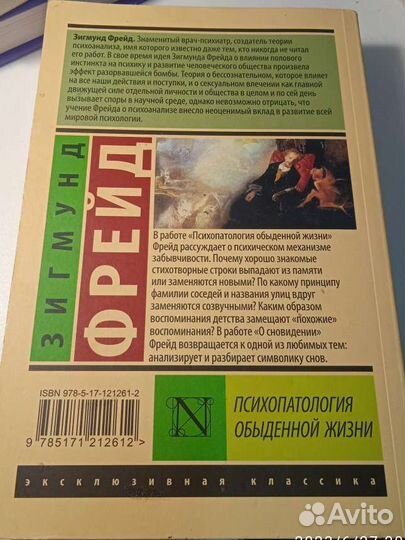 Зигмунд Фрейд. Знаменитый врач-психиатр, создатель теории
психоанализа, имя которого известно даже тем, кто никогда не читал
его работ. В свое время идея Зигмунда Фрейда о влиянии полового
инстинкта на психику и развитие человеческого общества произвела
эффект разорвавшейся бомбы. Теория о бессознательном, которое влияет
на все наши действия и поступки, и о сексуальном влечении как главной
движущей силе отдельной личности и общества в целом и по сей день
вызывает споры в научной среде, однако невозможно отрицать, что
учение Фрейда о психоанализе внесло неоценимый вклад в развитие всей
мировой психологии.
ЗИГМУНД
ФРЕЙД
В работе «Психопатология обыденной жизни»
Фрейд рассуждает о психическом механизме
забывчивости. Почему хорошо знакомые
стихотворные строки выпадают из памяти
или заменяются новыми? По какому принципу
фамилии соседей и названия улиц вдруг
заменяются созвучными? Каким образом
воспоминания детства замещают «похожие»
воспоминания? В работе «О сновидении»
Фрейд возвращается к одной из любимых тем:
анализирует и разбирает символику снов.
ISBN 978-5-17-121261-2
9 785171 212612 >
N
ПСИХОПАТОЛОГИЯ
ОБЫДЕННОЙ ЖИЗНИ
эксклюзивная классика
Avito